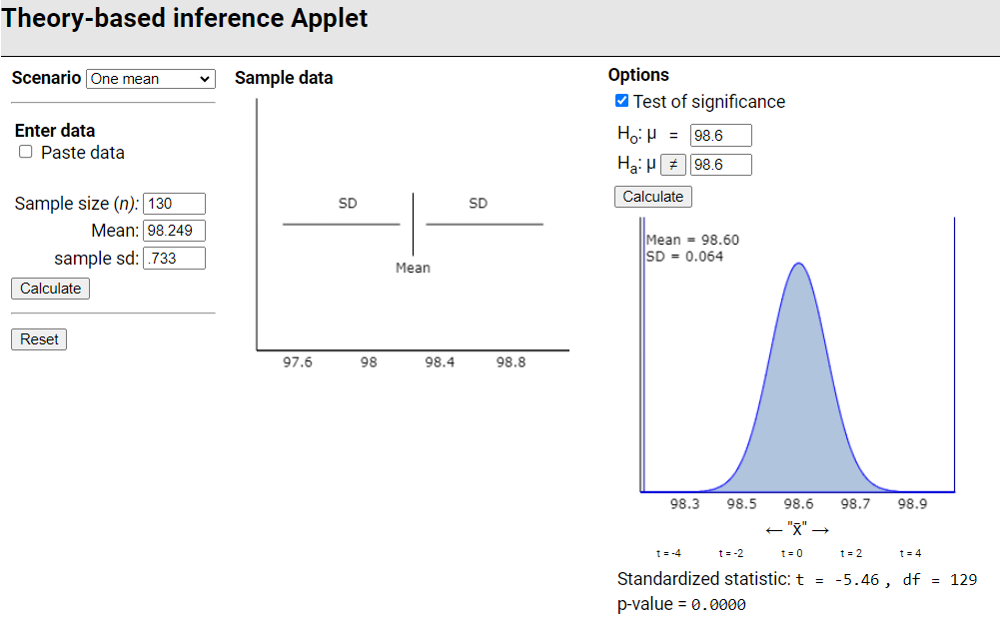 Theory-based inference Applet
Scenario One mean
Enter data
Paste data
Sample size (n): 130
Mean: 98.249
sample sd: .733
Calculate
Reset
Sample data
SD SD
Mean
97.6 98 98.4 98.8
Options
Test of significance
Ho: μ = 98.6
Ha: μ ≠ 98.6
Calculate
Mean = 98.60
SD = 0.064
98.3 98.5 98.6 98.7 98.9
← "x̄" →
t = -4 t = -2 t = 0 t = 2 t = 4
Standardized statistic: t = -5.46 , df = 129
p-value = 0.0000